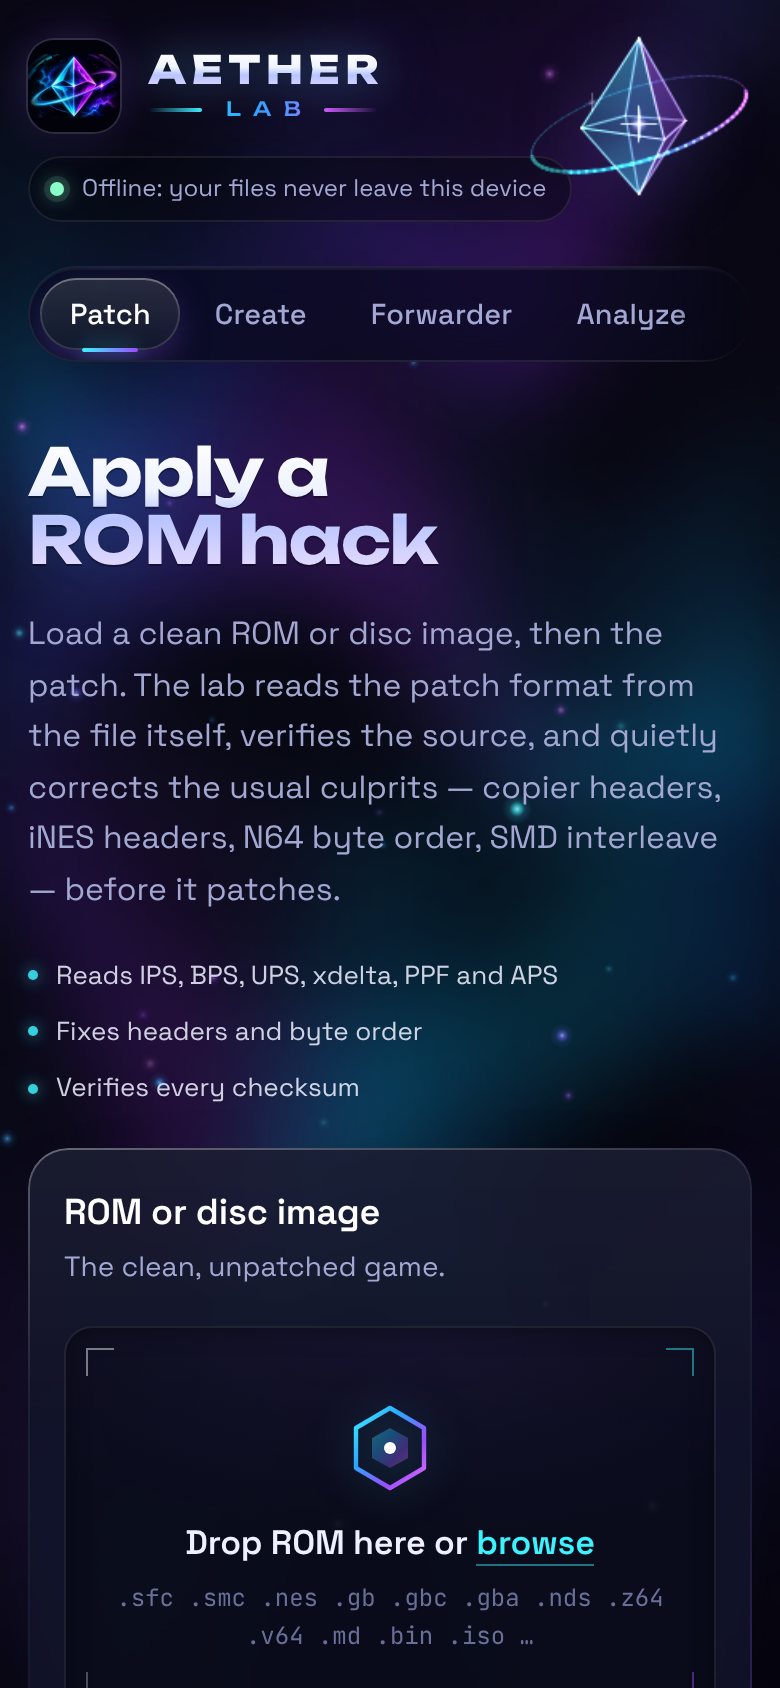 AETHER
LAB
Offline: your files never leave this device
Patch Create Forwarder Analyze
Apply a
ROM hack
Load a clean ROM or disc image, then the
patch. The lab reads the patch format from
the file itself, verifies the source, and quietly
corrects the usual culprits — copier headers,
iNES headers, N64 byte order, SMD interleave
— before it patches.
Reads IPS, BPS, UPS, xdelta, PPF and APS
Fixes headers and byte order
Verifies every checksum
ROM or disc image
The clean, unpatched game.
Drop ROM here or browse
.sfc .smc .nes .gb .gbc .gba .nds .z64
.v64 .md .bin .iso …